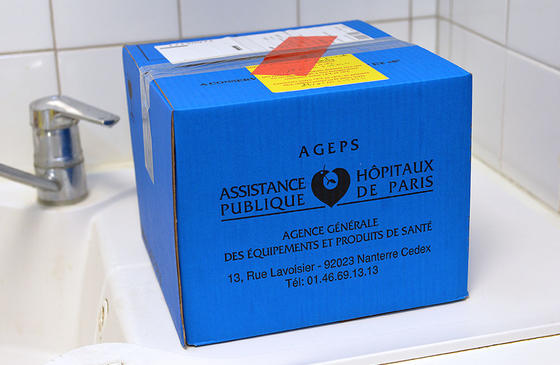 A CONSERVER
AGEPS
ASSISTANCE HÔPITAUX
PUBLIQUE DE PARIS
AGENCE GÉNÉRALE
DES ÉQUIPEMENTS ET PRODUITS DE SANTÉ
13, Rue Lavoisier - 92023 Nanterre Cedex
Tél: 01.46.69.13.13